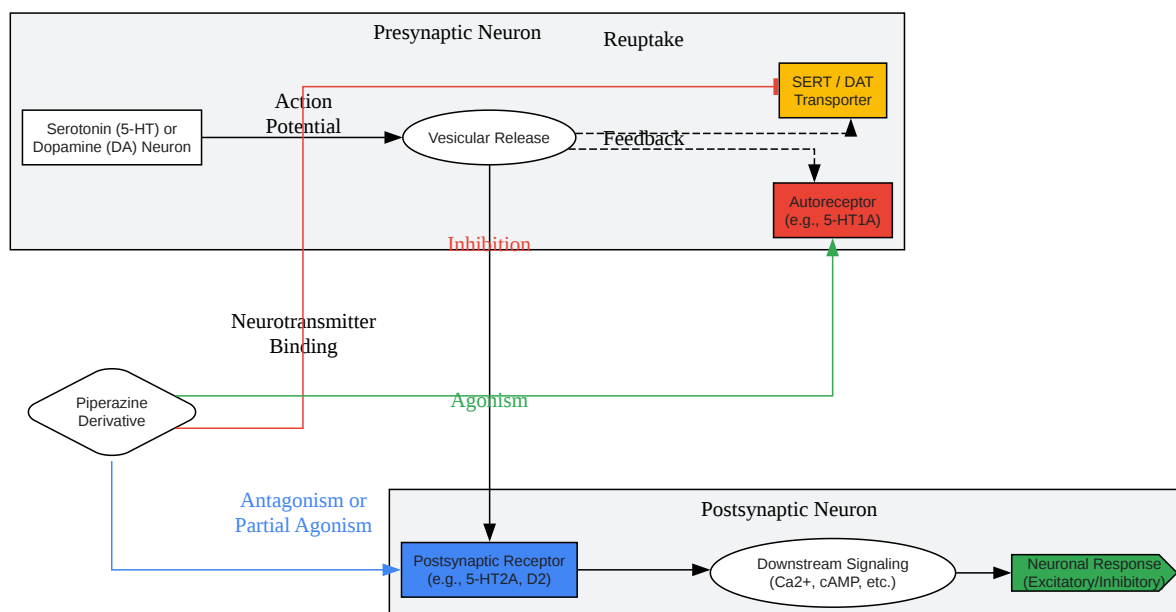 Presynaptic Neuron
Reuptake
SERT / DAT
Transporter
Action
Potential
Serotonin (5-HT) or
Dopamine (DA) Neuron
Vesicular Release
Feedback
Autoreceptor
(e.g., 5-HT1A)
Inhibition
Neurotransmitter
Binding
Piperazine
Derivative
Agonism
Antagonism or
Partial Agonism
Postsynaptic Neuron
Postsynaptic Receptor
(e.g., 5-HT2A, D2)
Downstream Signaling
(Ca2+, cAMP, etc.)
Neuronal Response
(Excitatory/Inhibitory)